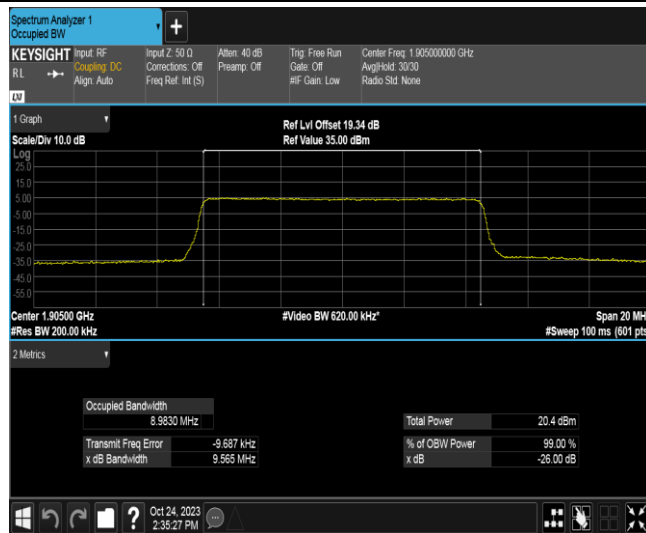 Spectrum Analyzer 1
Occupied BW
+
KEYSIGHT
R L
LXI
Input: RF
Coupling: DC
Align: Auto
Input Z: 50 Ω
Corrections: Off
Freq Ref: Int (S)
Atten: 40 dB
Preamp: Off
Trig: Free Run
Gate: Off
#IF Gain: Low
Center Freq: 1.905000000 GHz
Avg|Hold: 30/30
Radio Std: None
1 Graph
Scale/Div 10.0 dB
Ref Lvl Offset 19.34 dB
Ref Value 35.00 dBm
Log
25.0
15.0
5.00
-5.00
-15.0
-25.0
-35.0
-45.0
-55.0
Center 1.90500 GHz
#Res BW 200.00 kHz
#Video BW 620.00 kHz*
Span 20 MH
#Sweep 100 ms (601 pts
2 Metrics
Occupied Bandwidth
8.9830 MHz
Transmit Freq Error -9.687 kHz
x dB Bandwidth 9.565 MHz
Total Power 20.4 dBm
% of OBW Power 99.00 %
x dB -26.00 dB
?
Oct 24, 2023
2:35:27 PM